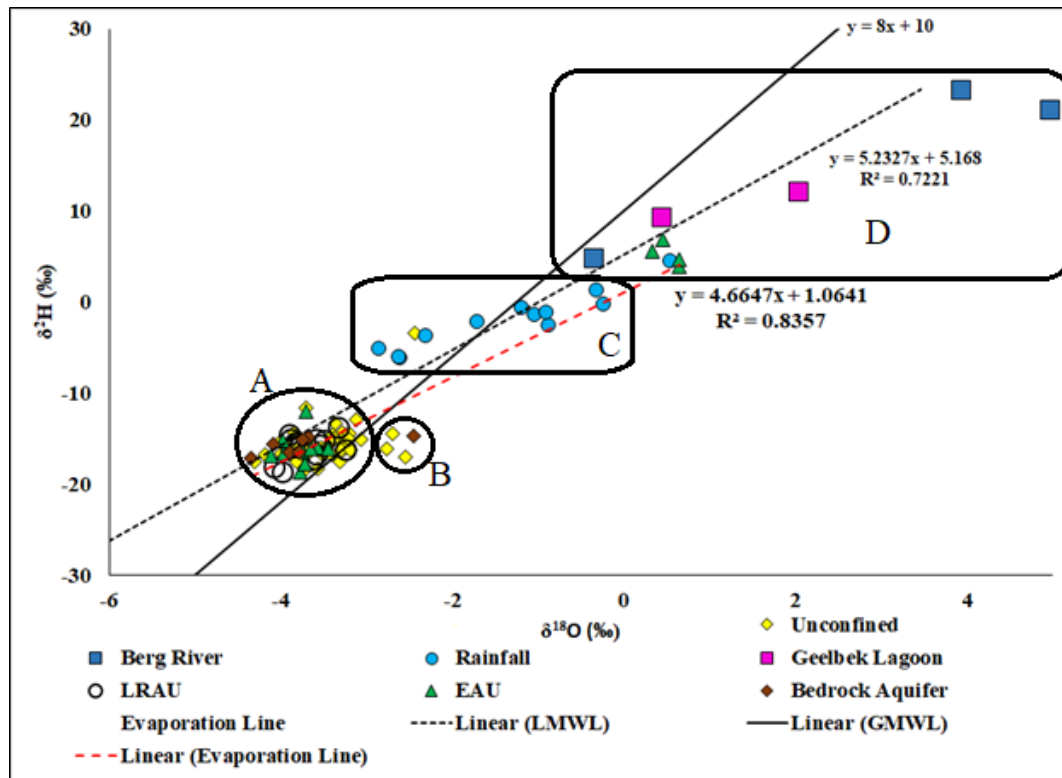 30
20
10
0
-10
-20
-30
δ²H (‰)
y = 8x + 10
y = 5.2327x + 5.168
R² = 0.7221
D
y = 4.6647x + 1.0641
R² = 0.8357
C
A
B
-6
-4
-2
0
2
4
δ¹⁸O (‰)
Unconfined
Berg River
Rainfall
Geelbek Lagoon
LRAU
EAU
Bedrock Aquifer
Evaporation Line
Linear (LMWL)
Linear (GMWL)
Linear (Evaporation Line)